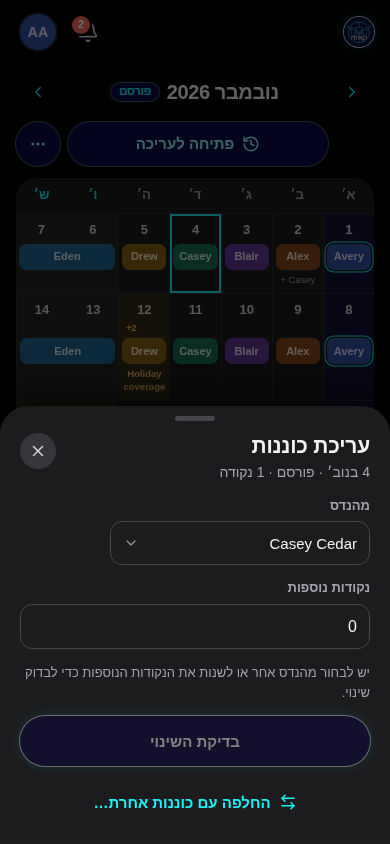 AA
2
נובמבר 2026 פורסם
פתיחה לעריכה
א׳ ב׳ ג׳ ד׳ ה׳ ו׳ ש׳
1 2 3 4 5 6 7
Avery Alex Blair Casey Drew Eden
+ Casey
8 9 10 11 12 13 14
+2
Avery Alex Blair Casey Drew Eden
Holiday
coverage
עריכת כוננות
4 בנוב׳ · פורסם · 1 נקודה
מהנדס
Casey Cedar
נקודות נוספות
0
יש לבחור מהנדס אחר או לשנות את הנקודות הנוספות כדי לבדוק
שינוי.
בדיקת השינוי
החלפה עם כוננות אחרת...